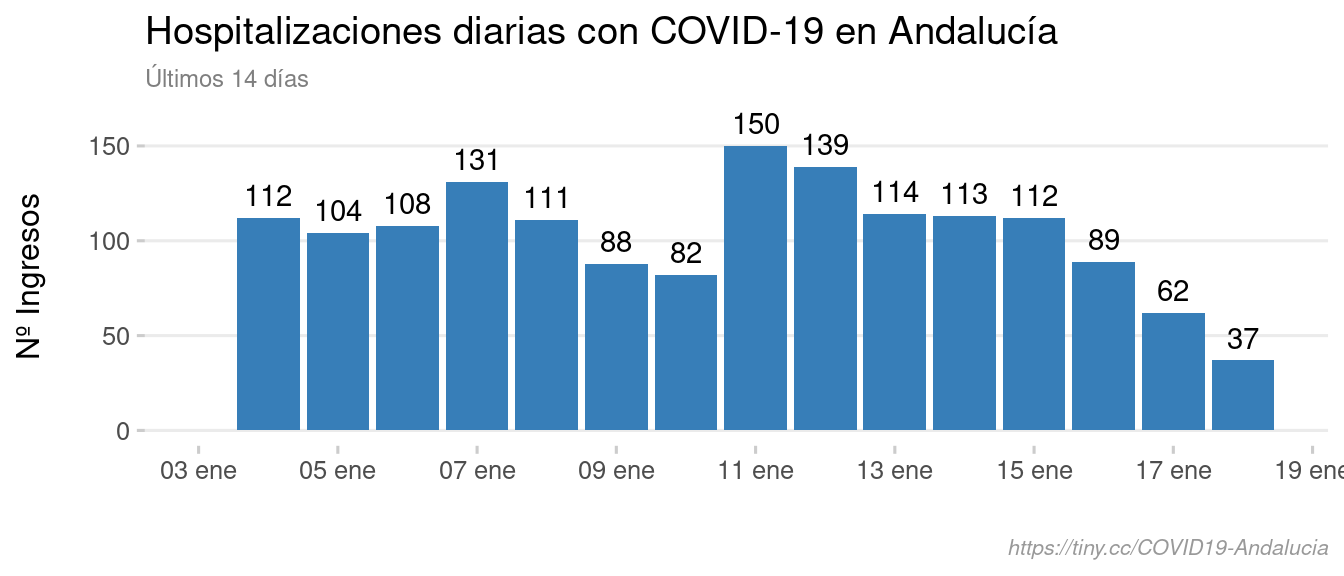 Hospitalizaciones diarias con COVID-19 en Andalucía
Últimos 14 días
Nº Ingresos
150
100
50
0
112
104
108
131
111
88
82
150
139
114
113
112
89
62
37
03 ene
05 ene
07 ene
09 ene
11 ene
13 ene
15 ene
17 ene
19 ene
https://tiny.cc/COVID19-Andalucia